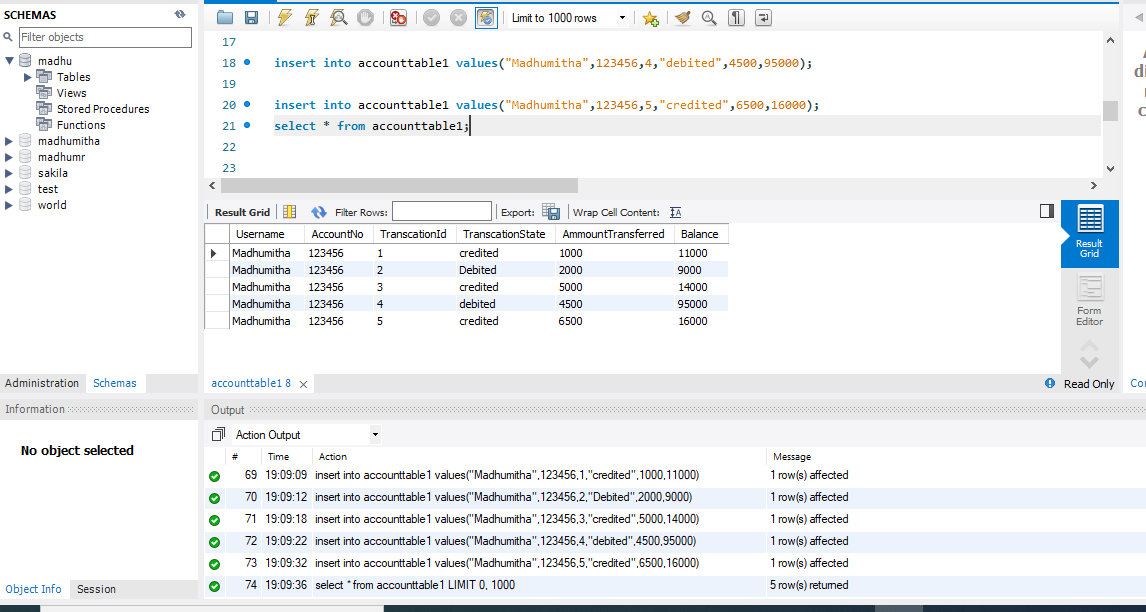 SCHEMAS
Filter objects
madhu
Tables
Views
Stored Procedures
Functions
madhumitha
madhumr
sakila
test
world
Administration Schemas
Information
No object selected
Object Info Session
Limit to 1000 rows
17
18 insert into accounttable1 values("Madhumitha",123456,4,"debited",4500,95000);
19
20 insert into accounttable1 values("Madhumitha",123456,5,"credited",6500,16000);
21 select * from accounttable1;
22
23
Result Grid Filter Rows: Export: Wrap Cell Content:
Username AccountNo TranscationId TranscationState AmmountTransferred Balance
Madhumitha 123456 1 credited 1000 11000
Madhumitha 123456 2 Debited 2000 9000
Madhumitha 123456 3 credited 5000 14000
Madhumitha 123456 4 debited 4500 95000
Madhumitha 123456 5 credited 6500 16000
Result
Grid
Form
Editor
accounttable1 8
Read Only
Output
Action Output
# Time Action Message
69 19:09:09 insert into accounttable1 values("Madhumitha",123456,1,"credited",1000,11000) 1 row(s) affected
70 19:09:12 insert into accounttable1 values("Madhumitha",123456,2,"Debited",2000,9000) 1 row(s) affected
71 19:09:18 insert into accounttable1 values("Madhumitha",123456,3,"credited",5000,14000) 1 row(s) affected
72 19:09:22 insert into accounttable1 values("Madhumitha",123456,4,"debited",4500,95000) 1 row(s) affected
73 19:09:32 insert into accounttable1 values("Madhumitha",123456,5,"credited",6500,16000) 1 row(s) affected
74 19:09:36 select * from accounttable1 LIMIT 0, 1000 5 row(s) returned